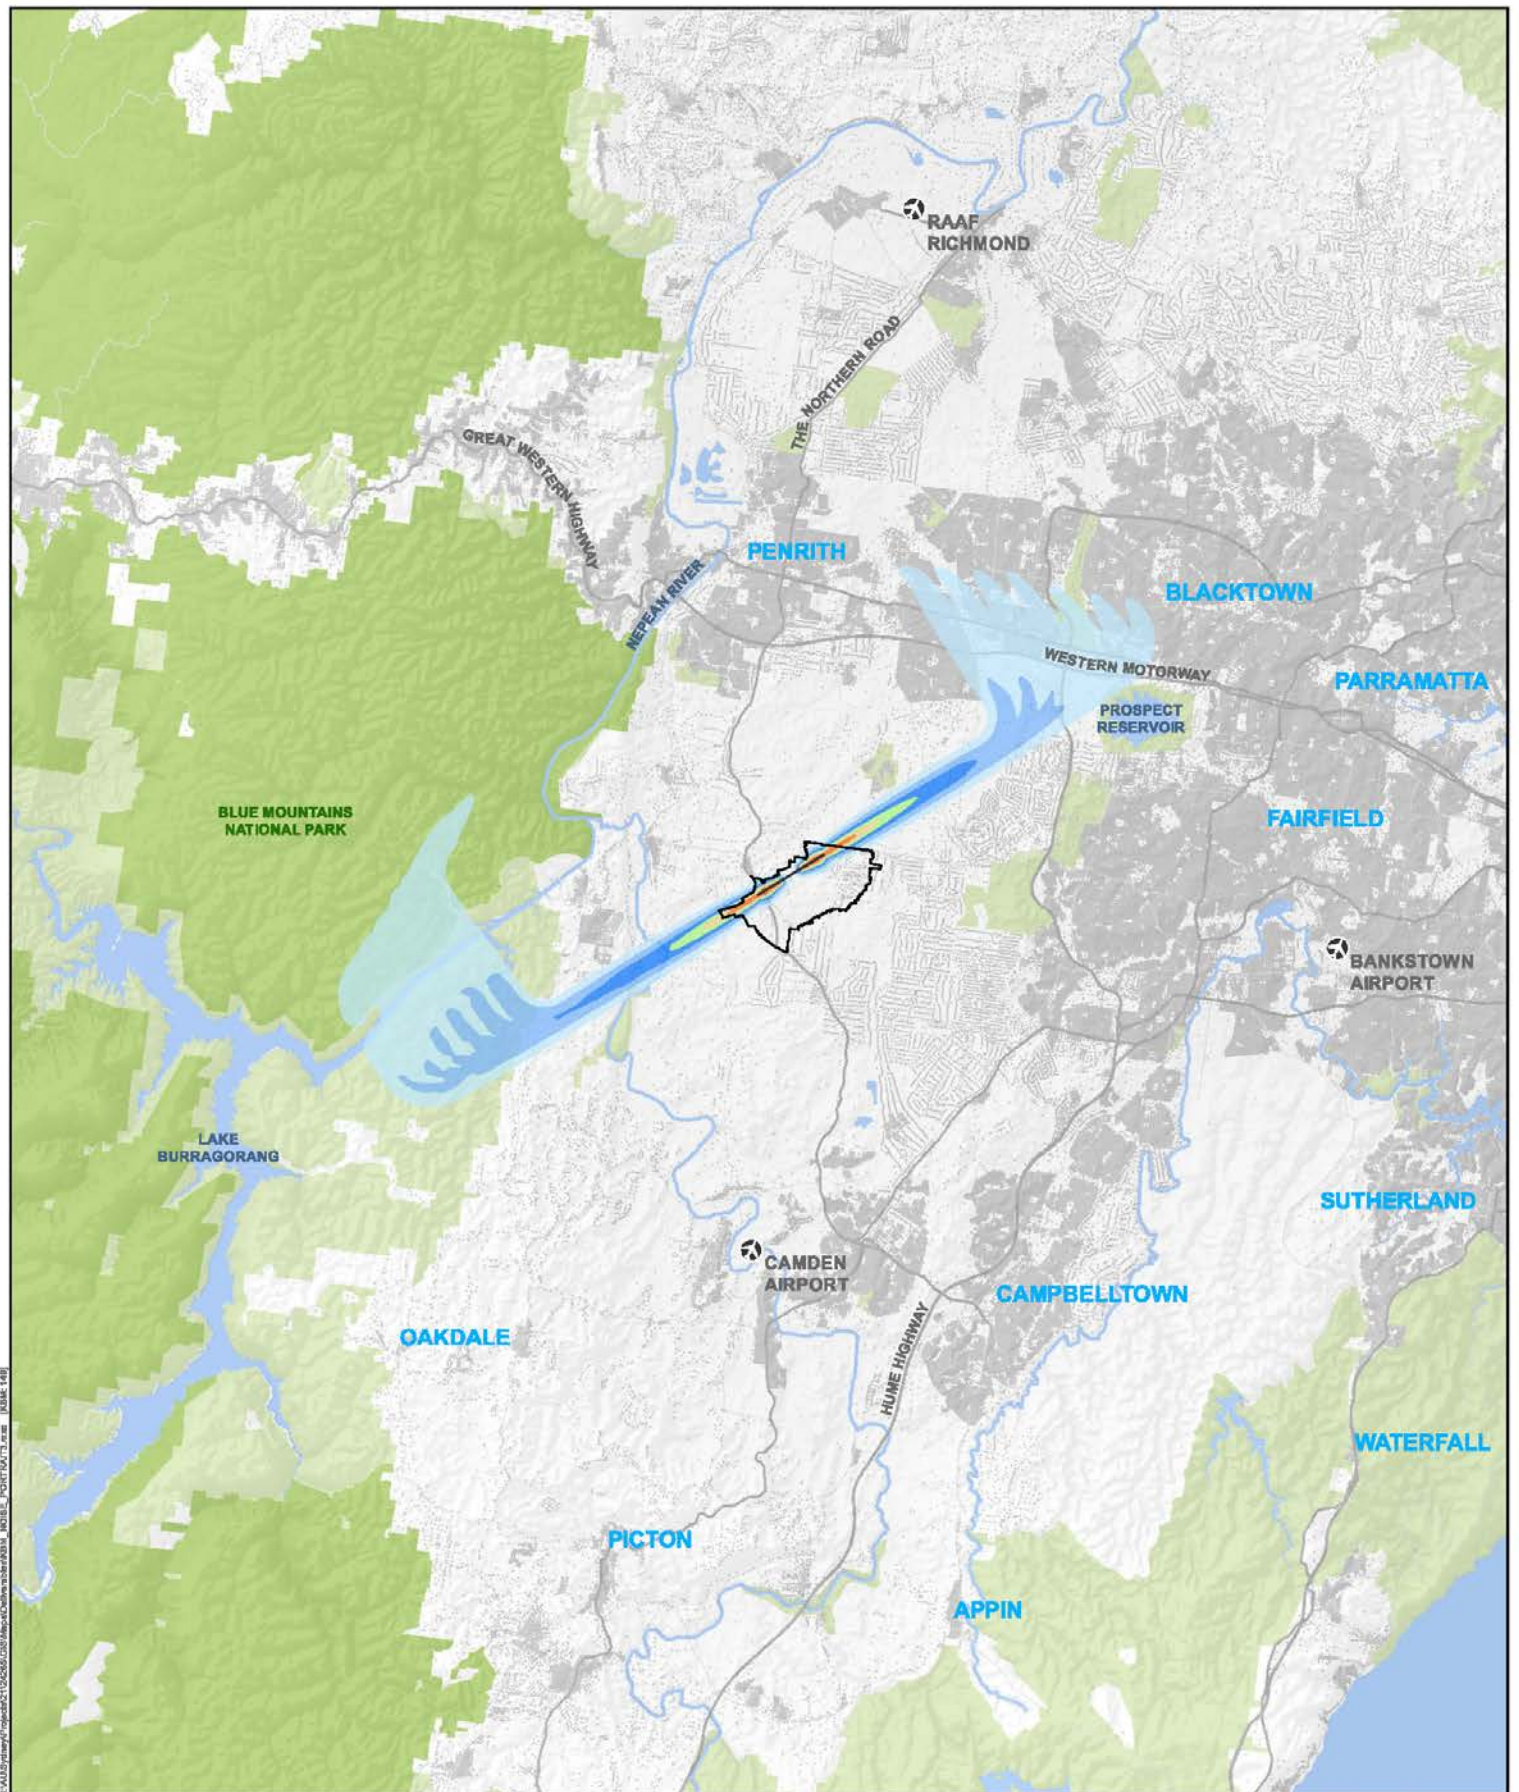 RAAF
RICHMOND
THE NORTHERN ROAD
GREAT WESTERN HIGHWAY
PENRITH
NEPEAN RIVER
BLACKTOWN
WESTERN MOTORWAY
PARRAMATTA
PROSPECT
RESERVOIR
BLUE MOUNTAINS
NATIONAL PARK
FAIRFIELD
BANKSTOWN
AIRPORT
LAKE
BURRAGORANG
SUTHERLAND
CAMDEN
AIRPORT
CAMPBELLTOWN
OAKDALE
HUME HIGHWAY
WATERFALL
PICTON
APPIN